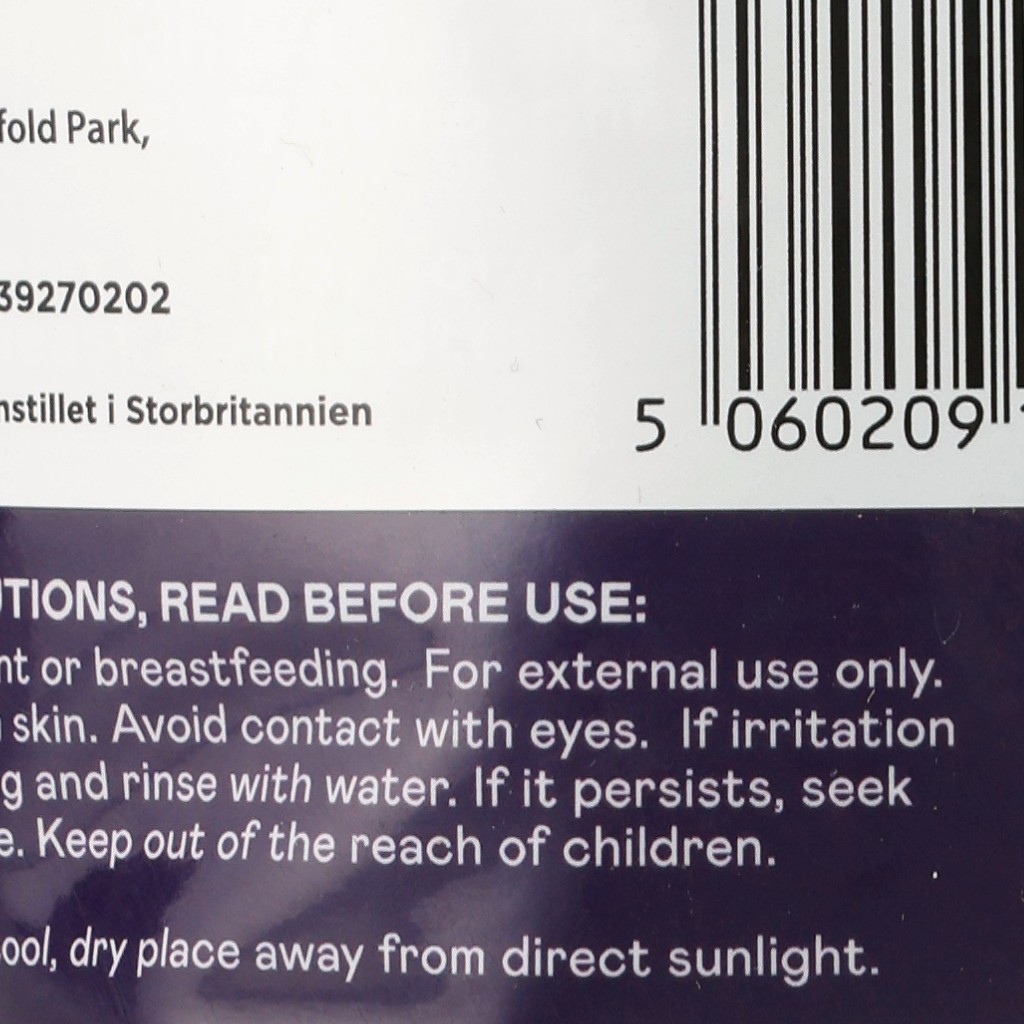 fold Park,
39270202
nstillet i Storbritannien
5 060209
UTIONS, READ BEFORE USE:
nt or breastfeeding. For external use only.
skin. Avoid contact with eyes. If irritation
g and rinse with water. If it persists, seek
e. Keep out of the reach of children.
ool, dry place away from direct sunlight.